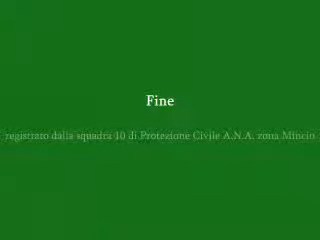 Fine
registrato dalla squadra 10 di Protezione Civile A.N.A. zona Mincio